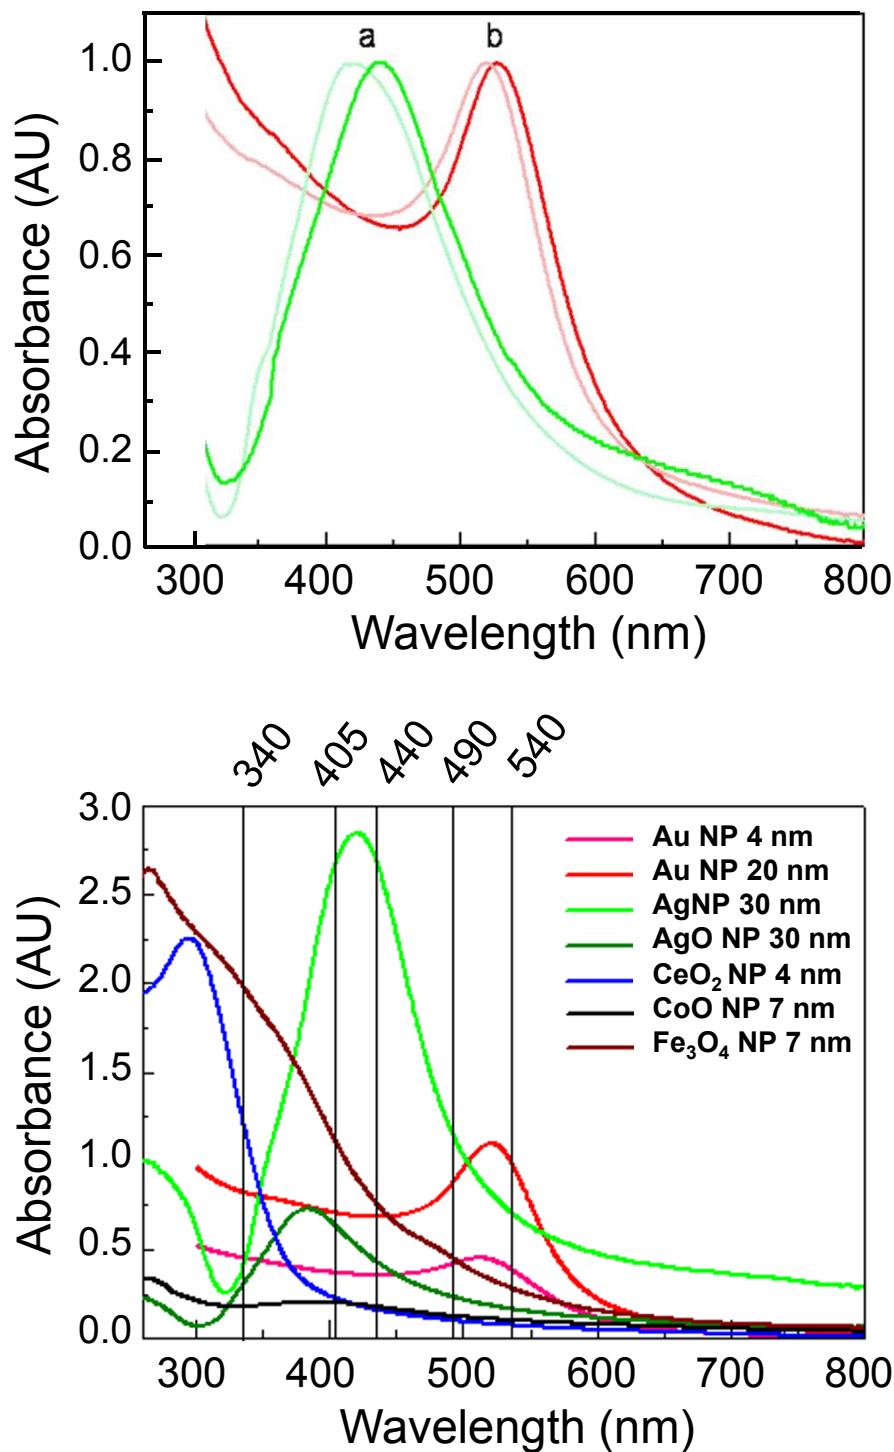 a b
1.0
0.8
0.6
0.4
0.2
0.0
Absorbance (AU)
300 400 500 600 700 800
Wavelength (nm)
340 405 440 490 540
3.0
2.5
2.0
1.5
1.0
0.5
0.0
Absorbance (AU)
Au NP 4 nm
Au NP 20 nm
AgNP 30 nm
AgO NP 30 nm
CeO₂ NP 4 nm
CoO NP 7 nm
Fe₃O₄ NP 7 nm
300 400 500 600 700 800
Wavelength (nm)